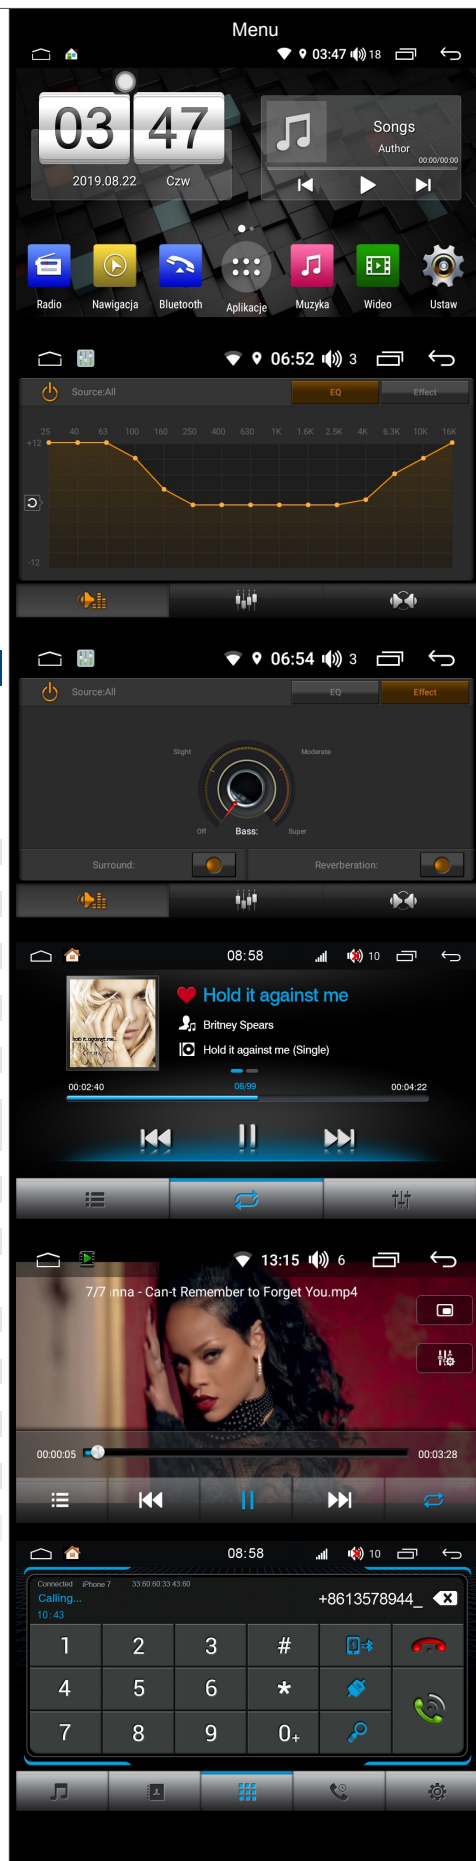 Menu
03:47 18
03 47
2019.08.22 Czw
Songs
Author
00:00/00:00
Radio Nawigacja Bluetooth Aplikacje Muzyka Wideo Ustaw
06:52 3
Source:All EQ Effect
25 40 63 100 160 250 400 630 1K 1.6K 2.5K 4K 6.3K 10K 16K
+12
-12
06:54 3
Source:All EQ Effect
Slight Moderate
Off Bass: Super
Surround: Reverberation:
08:58 10
Hold it against me
Britney Spears
Hold it against me (Single)
00:02:40 08/99 00:04:22
13:15 6
7/7 nna - Can-t Remember to Forget You.mp4
00:00:05 00:03:28
08:58 10
Connected iPhone 7 33:60:60:33:43:60
Calling...
+8613578944_
10:43
1 2 3 #
4 5 6 *
7 8 9 0+